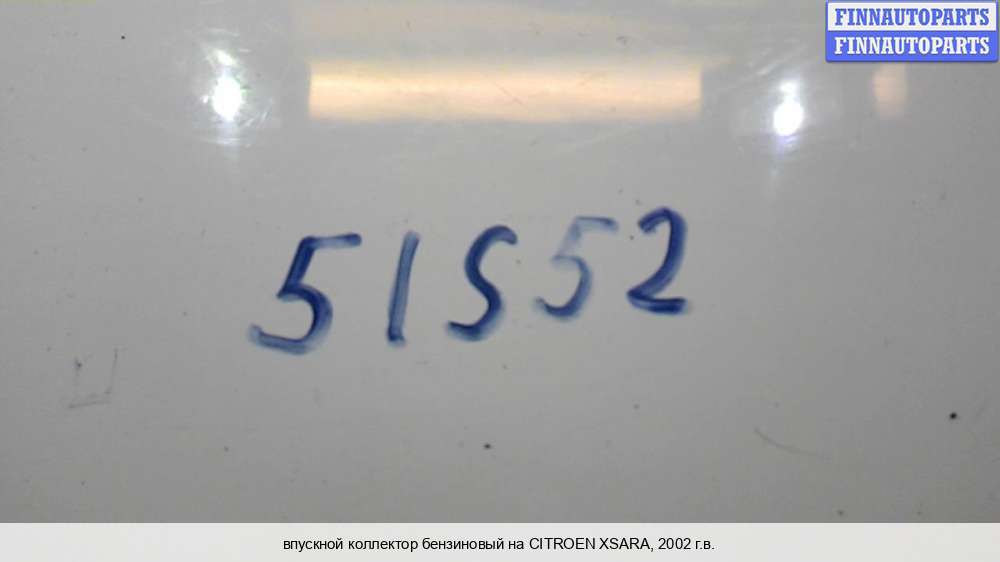 FINNAUTOPARTS
FINNAUTOPARTS
51552
впускной коллектор бензиновый на CITROEN XSARA, 2002 г.в.